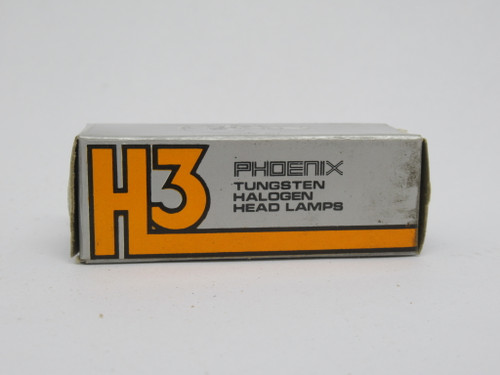 H3
PHOENIX
TUNGSTEN
HALOGEN
HEAD LAMPS